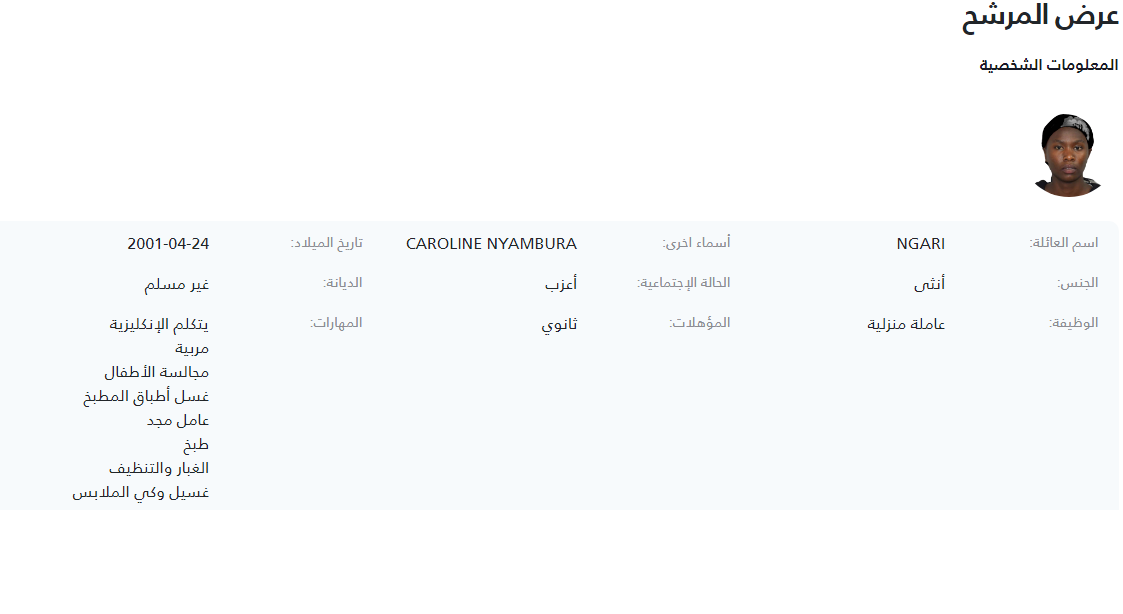 عرض المرشح
المعلومات الشخصية
اسم العائلة: NGARI أسماء اخرى: CAROLINE NYAMBURA تاريخ الميلاد: 2001-04-24
الجنس: أنثى الحالة الإجتماعية: أعزب الديانة: غير مسلم
الوظيفة: عاملة منزلية المؤهلات: ثانوي المهارات: يتكلم الإنكليزية
مربية
مجالسة الأطفال
غسل أطباق المطبخ
عامل مجد
طبخ
الغبار والتنظيف
غسيل وكي الملابس